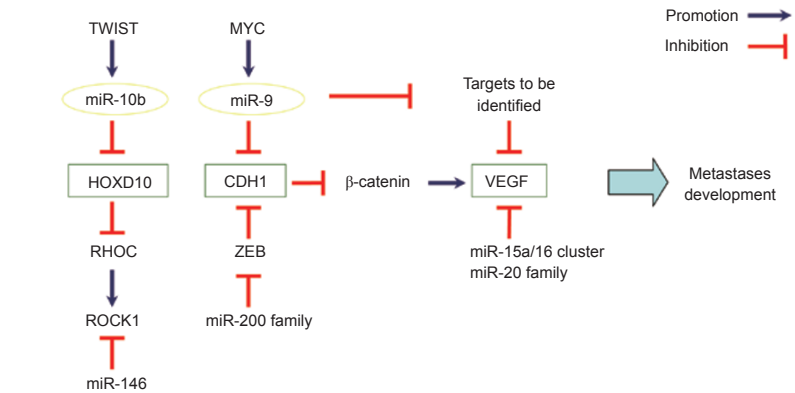 Promotion
Inhibition
TWIST
MYC
miR-10b
miR-9
Targets to be
identified
HOXD10
CDH1
β-catenin
VEGF
Metastases
development
RHOC
ZEB
miR-15a/16 cluster
miR-20 family
ROCK1
miR-200 family
miR-146